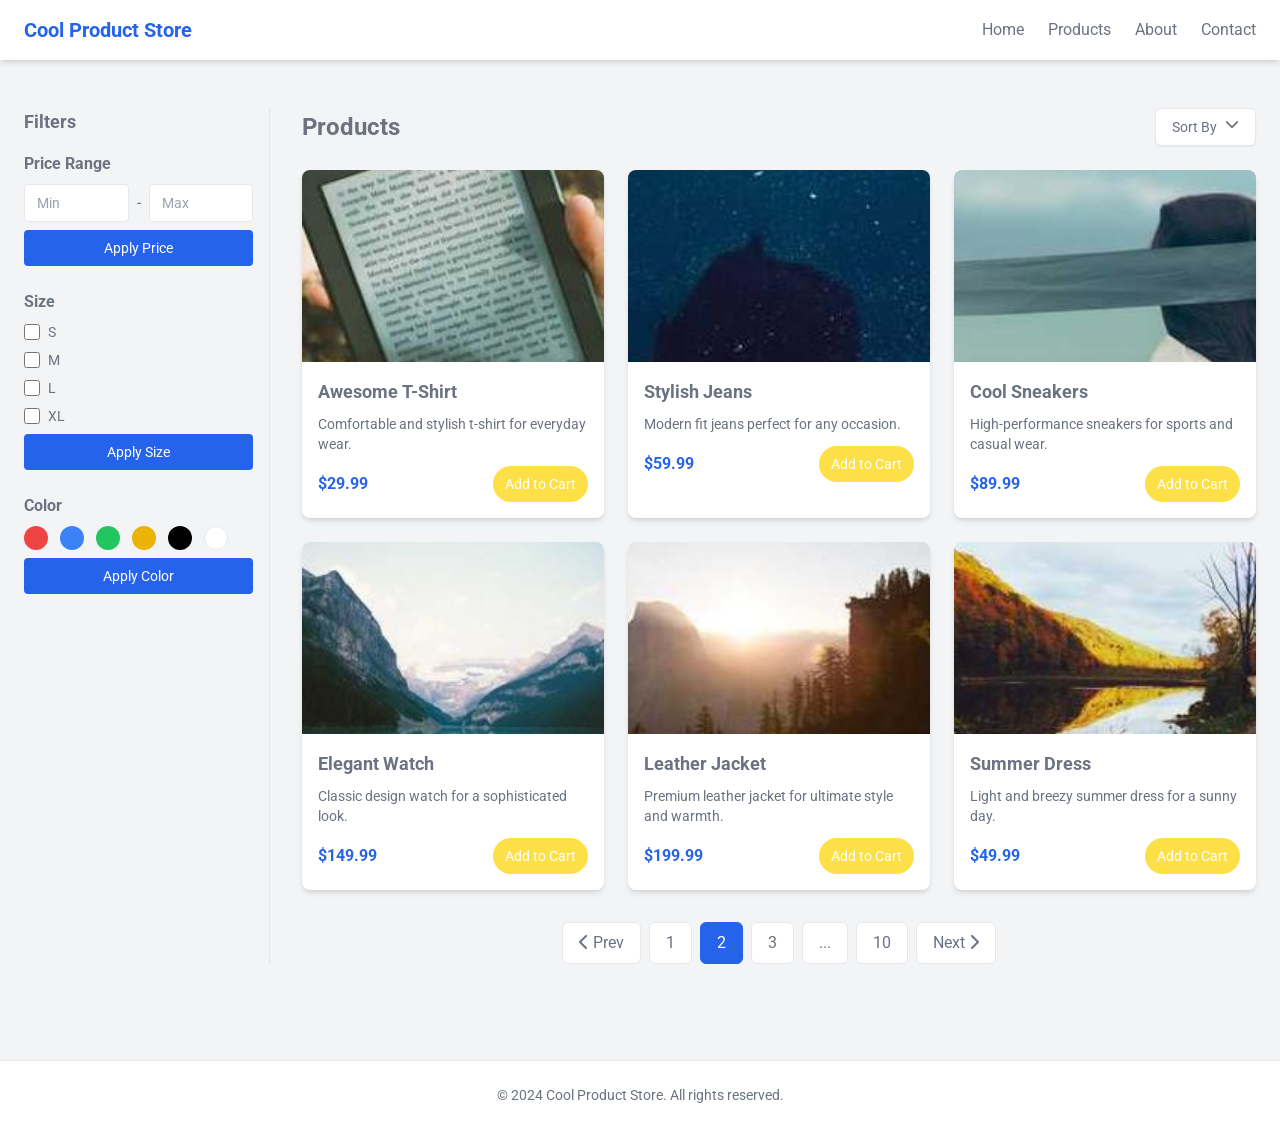 Cool Product Store
Home
Products
About
Contact
Filters
Price Range
Min
-
Max
Apply Price
Size
S
M
L
XL
Apply Size
Color
Apply Color
Products
Sort By
Awesome T-Shirt
Comfortable and stylish t-shirt for everyday
wear.
$29.99
Add to Cart
Stylish Jeans
Modern fit jeans perfect for any occasion.
$59.99
Add to Cart
Cool Sneakers
High-performance sneakers for sports and
casual wear.
$89.99
Add to Cart
Elegant Watch
Classic design watch for a sophisticated
look.
$149.99
Add to Cart
Leather Jacket
Premium leather jacket for ultimate style
and warmth.
$199.99
Add to Cart
Summer Dress
Light and breezy summer dress for a sunny
day.
$49.99
Add to Cart
Prev
1
2
3
...
10
Next
© 2024 Cool Product Store. All rights reserved.